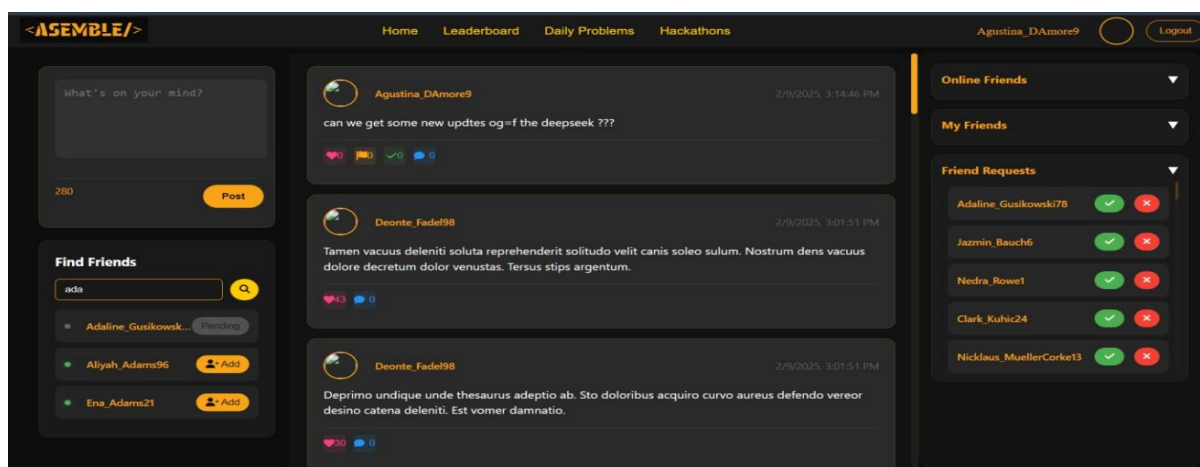 <ASEMBLE/>
Home Leaderboard Daily Problems Hackathons
Agustina_DAmore9 Logout
What's on your mind?
280 Post
Find Friends
ada
Adaline_Gusikowsk... Pending
Aliyah_Adams96 Add
Ena_Adams21 Add
Agustina_DAmore9 2/9/2025, 3:14:46 PM
can we get some new updtes og=f the deepseek ???
0 0 0 0
Deonte_Fadel98 2/9/2025, 3:01:51 PM
Tamen vacuus deleniti soluta reprehenderit solitudo velit canis soleo sulum. Nostrum dens vacuus
dolore decretum dolor venustas. Tersus stips argentum.
43 0
Deonte_Fadel98 2/9/2025, 3:01:51 PM
Deprimo undique unde thesaurus adeptio ab. Sto doloribus acquiro curvo aureus defendo vereor
desino catena deleniti. Est vomer damnatio.
30 0
Online Friends
My Friends
Friend Requests
Adaline_Gusikowski78
Jazmin_Bauch6
Nedra_Rowe1
Clark_Kuhic24
Nicklaus_MuellerCorke13